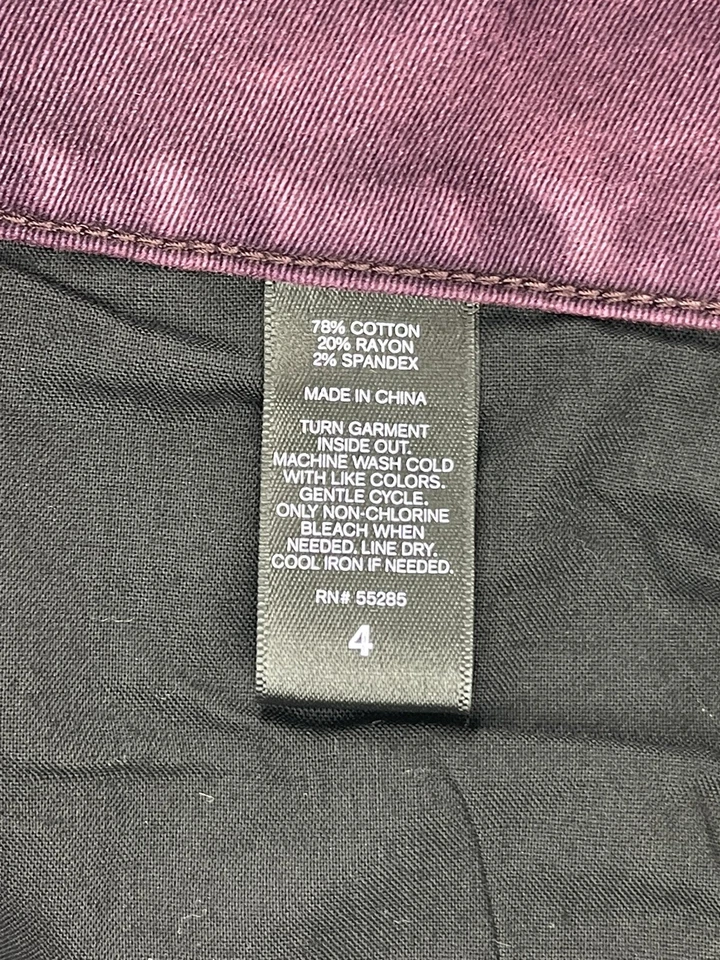 78% COTTON
20% RAYON
2% SPANDEX
MADE IN CHINA
TURN GARMENT
INSIDE OUT.
MACHINE WASH COLD
WITH LIKE COLORS.
GENTLE CYCLE.
ONLY NON-CHLORINE
BLEACH WHEN
NEEDED. LINE DRY.
COOL IRON IF NEEDED.
RN# 55285
4